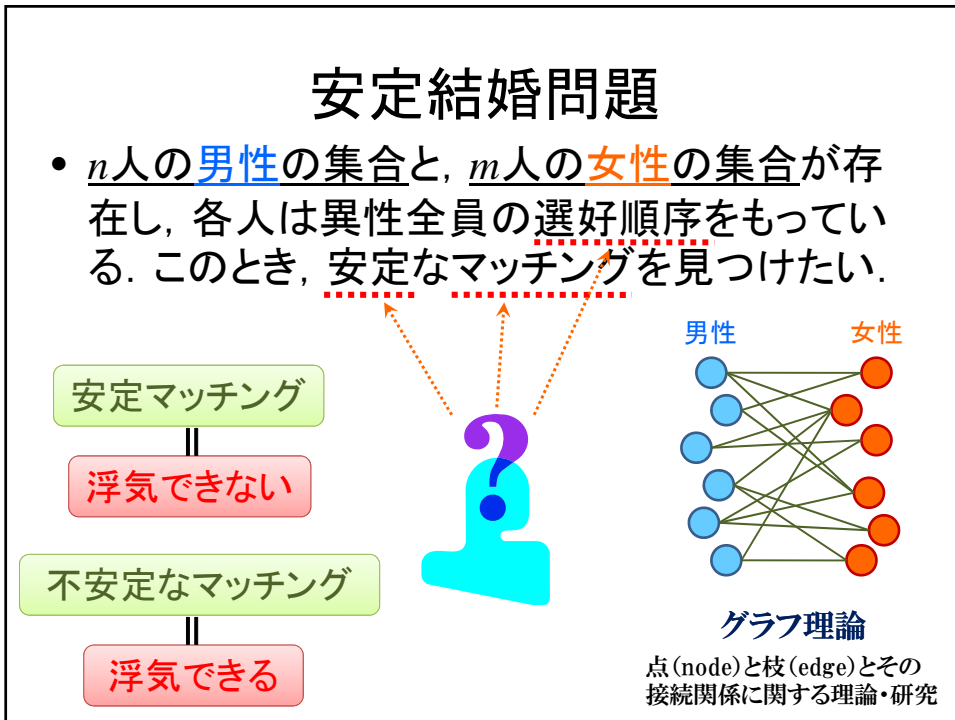 安定結婚問題
• n人の男性の集合と, m人の女性の集合が存
在し, 各人は異性全員の選好順序をもってい
る. このとき, 安定なマッチングを見つけたい.
男性 女性
安定マッチング
浮気できない
?
不安定なマッチング
浮気できる
グラフ理論
点(node)と枝(edge)とその
接続関係に関する理論・研究